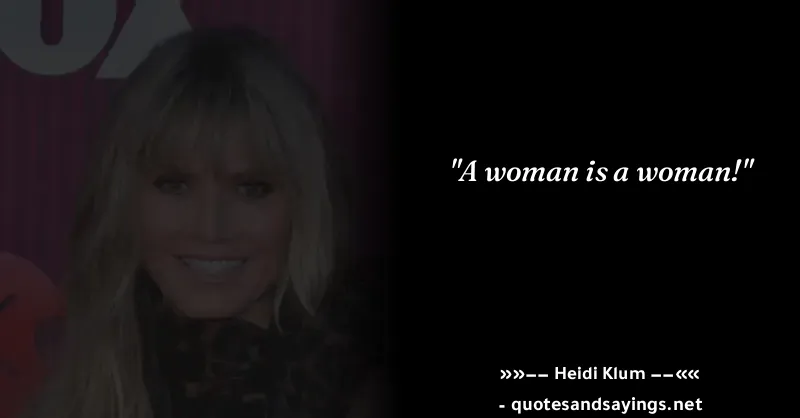 "A woman is a woman!"
»»–– Heidi Klum ––««
- quotesandsayings.net